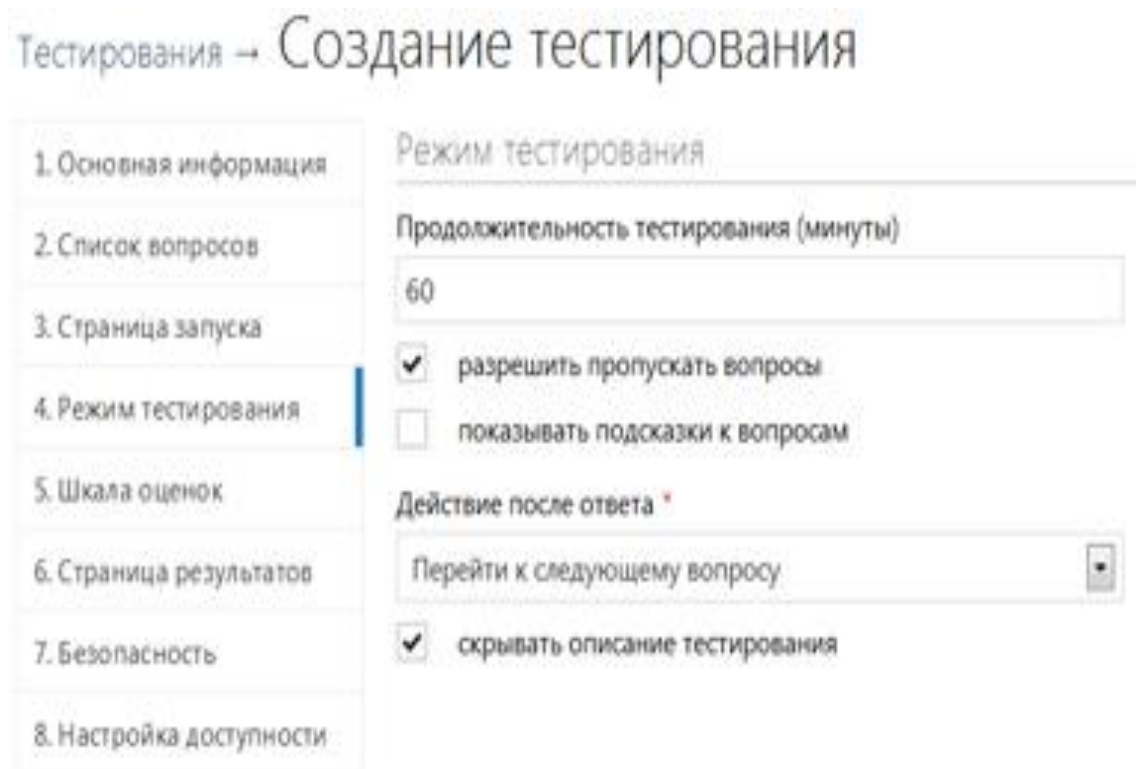 Тестирования → Создание тестирования
1. Основная информация
2. Список вопросов
3. Страница запуска
4. Режим тестирования
5. Шкала оценок
6. Страница результатов
7. Безопасность
8. Настройка доступности
Режим тестирования
Продолжительность тестирования (минуты)
60
разрешить пропускать вопросы
показывать подсказки к вопросам
Действие после ответа *
Перейти к следующему вопросу
скрывать описание тестирования